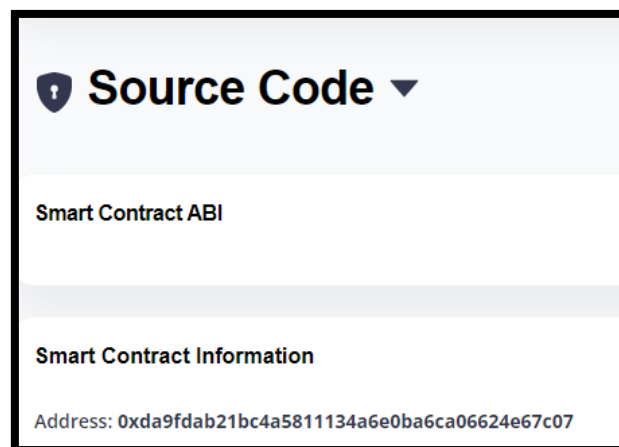 Source Code
Smart Contract ABI
Smart Contract Information
Address: 0xda9fdab21bc4a5811134a6e0ba6ca06624e67c07